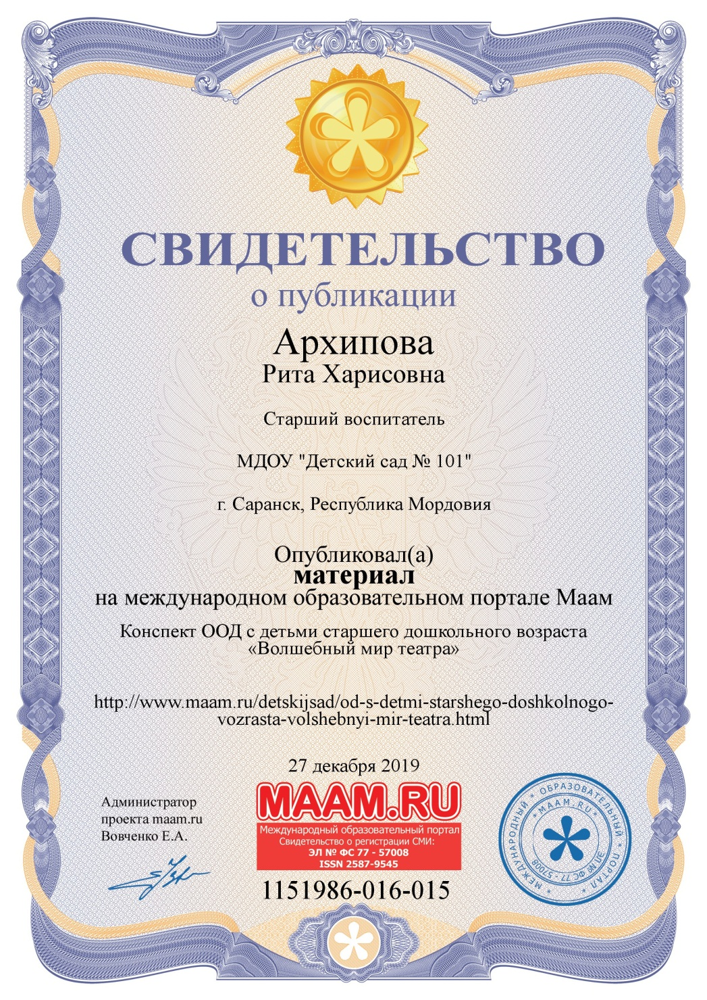 СВИДЕТЕЛЬСТВО
о публикации
Архипова
Рита Харисовна
Старший воспитатель
МДОУ "Детский сад № 101"
г. Саранск, Республика Мордовия
Опубликовал(а)
материал
на международном образовательном портале Маам
Конспект ООД с детьми старшего дошкольного возраста
«Волшебный мир театра»
http://www.maam.ru/detskijsad/od-s-detmi-starshego-doshkolnogo-
vozrasta-volshebnyi-mir-teatra.html
27 декабря 2019
Администратор
проекта maam.ru
Вовченко Е.А.
MAAM.RU
Международный образовательный портал
Свидетельство о регистрации СМИ:
ЭЛ № ФС 77 - 57008
ISSN 2587-9545
1151986-016-015
* МЕЖДУНАРОДНЫЙ * ОБРАЗОВАТЕЛЬНЫЙ * ПОРТАЛ *
*МААМ.RU*
ЭЛ № ФС 77 - 57008